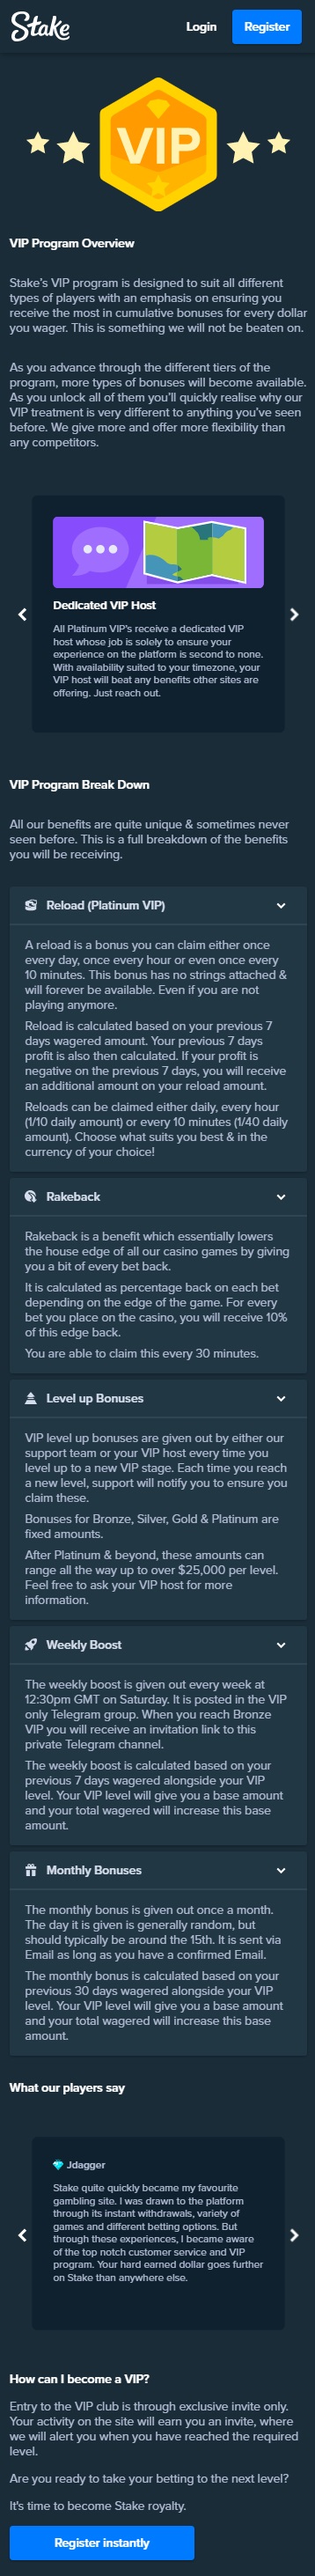 Stake
Login
Register
VIP
VIP Program Overview
Stake's VIP program is designed to suit all different
types of players with an emphasis on ensuring you
receive the most in cumulative bonuses for every dollar
you wager. This is something we will not be beaten on.
As you advance through the different tiers of the
program, more types of bonuses will become available.
As you unlock all of them you'll quickly realise why our
VIP treatment is very different to anything you've seen
before. We give more and offer more flexibility than
any competitors.
Dedicated VIP Host
All Platinum VIP's receive a dedicated VIP
host whose job is solely to ensure your
experience on the platform is second to none.
With availability suited to your timezone, your
VIP host will beat any benefits other sites are
offering. Just reach out.
VIP Program Break Down
All our benefits are quite unique & sometimes never
seen before. This is a full breakdown of the benefits
you will be receiving.
Reload (Platinum VIP)
A reload is a bonus you can claim either once
every day, once every hour or even once every
10 minutes. This bonus has no strings attached &
will forever be available. Even if you are not
playing anymore.
Reload is calculated based on your previous 7
days wagered amount. Your previous 7 days
profit is also then calculated. If your profit is
negative on the previous 7 days, you will receive
an additional amount on your reload amount.
Reloads can be claimed either daily, every hour
(1/10 daily amount) or every 10 minutes (1/40 daily
amount). Choose what suits you best & in the
currency of your choice!
Rakeback
Rakeback is a benefit which essentially lowers
the house edge of all our casino games by giving
you a bit of every bet back.
It is calculated as percentage back on each bet
depending on the edge of the game. For every
bet you place on the casino, you will receive 10%
of this edge back.
You are able to claim this every 30 minutes.
Level up Bonuses
VIP level up bonuses are given out by either our
support team or your VIP host every time you
level up to a new VIP stage. Each time you reach
a new level, support will notify you to ensure you
claim these.
Bonuses for Bronze, Silver, Gold & Platinum are
fixed amounts.
After Platinum & beyond, these amounts can
range all the way up to over $25,000 per level.
Feel free to ask your VIP host for more
information.
Weekly Boost
The weekly boost is given out every week at
12:30pm GMT on Saturday. It is posted in the VIP
only Telegram group. When you reach Bronze
VIP you will receive an invitation link to this
private Telegram channel.
The weekly boost is calculated based on your
previous 7 days wagered alongside your VIP
level. Your VIP level will give you a base amount
and your total wagered will increase this base
amount.
Monthly Bonuses
The monthly bonus is given out once a month.
The day it is given is generally random, but
should typically be around the 15th. It is sent via
Email as long as you have a confirmed Email.
The monthly bonus is calculated based on your
previous 30 days wagered alongside your VIP
level. Your VIP level will give you a base amount
and your total wagered will increase this base
amount.
What our players say
Jdagger
Stake quite quickly became my favourite
gambling site. I was drawn to the platform
through its instant withdrawals, variety of
games and different betting options. But
through these experiences, I became aware
of the top notch customer service and VIP
program. Your hard earned dollar goes further
on Stake than anywhere else.
How can I become a VIP?
Entry to the VIP club is through exclusive invite only.
Your activity on the site will earn you an invite, where
we will alert you when you have reached the required
level.
Are you ready to take your betting to the next level?
It's time to become Stake royalty.
Register instantly